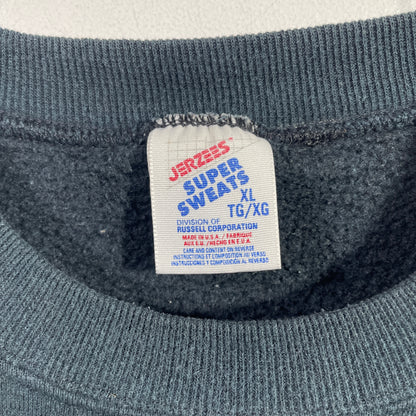 JERZEES
SUPER
SWEATS
XL
TG/XG
DIVISION OF
RUSSELL CORPORATION
MADE IN U.S.A. / FABRIQUE
AUX E.U. / HECHO EN E.U.A.
CARE AND CONTENT ON REVERSE
INSTRUCTIONS ET COMPOSITION AU VERSO
INSTRUCCIONES Y COMPOSICIÓN AL REVERSO